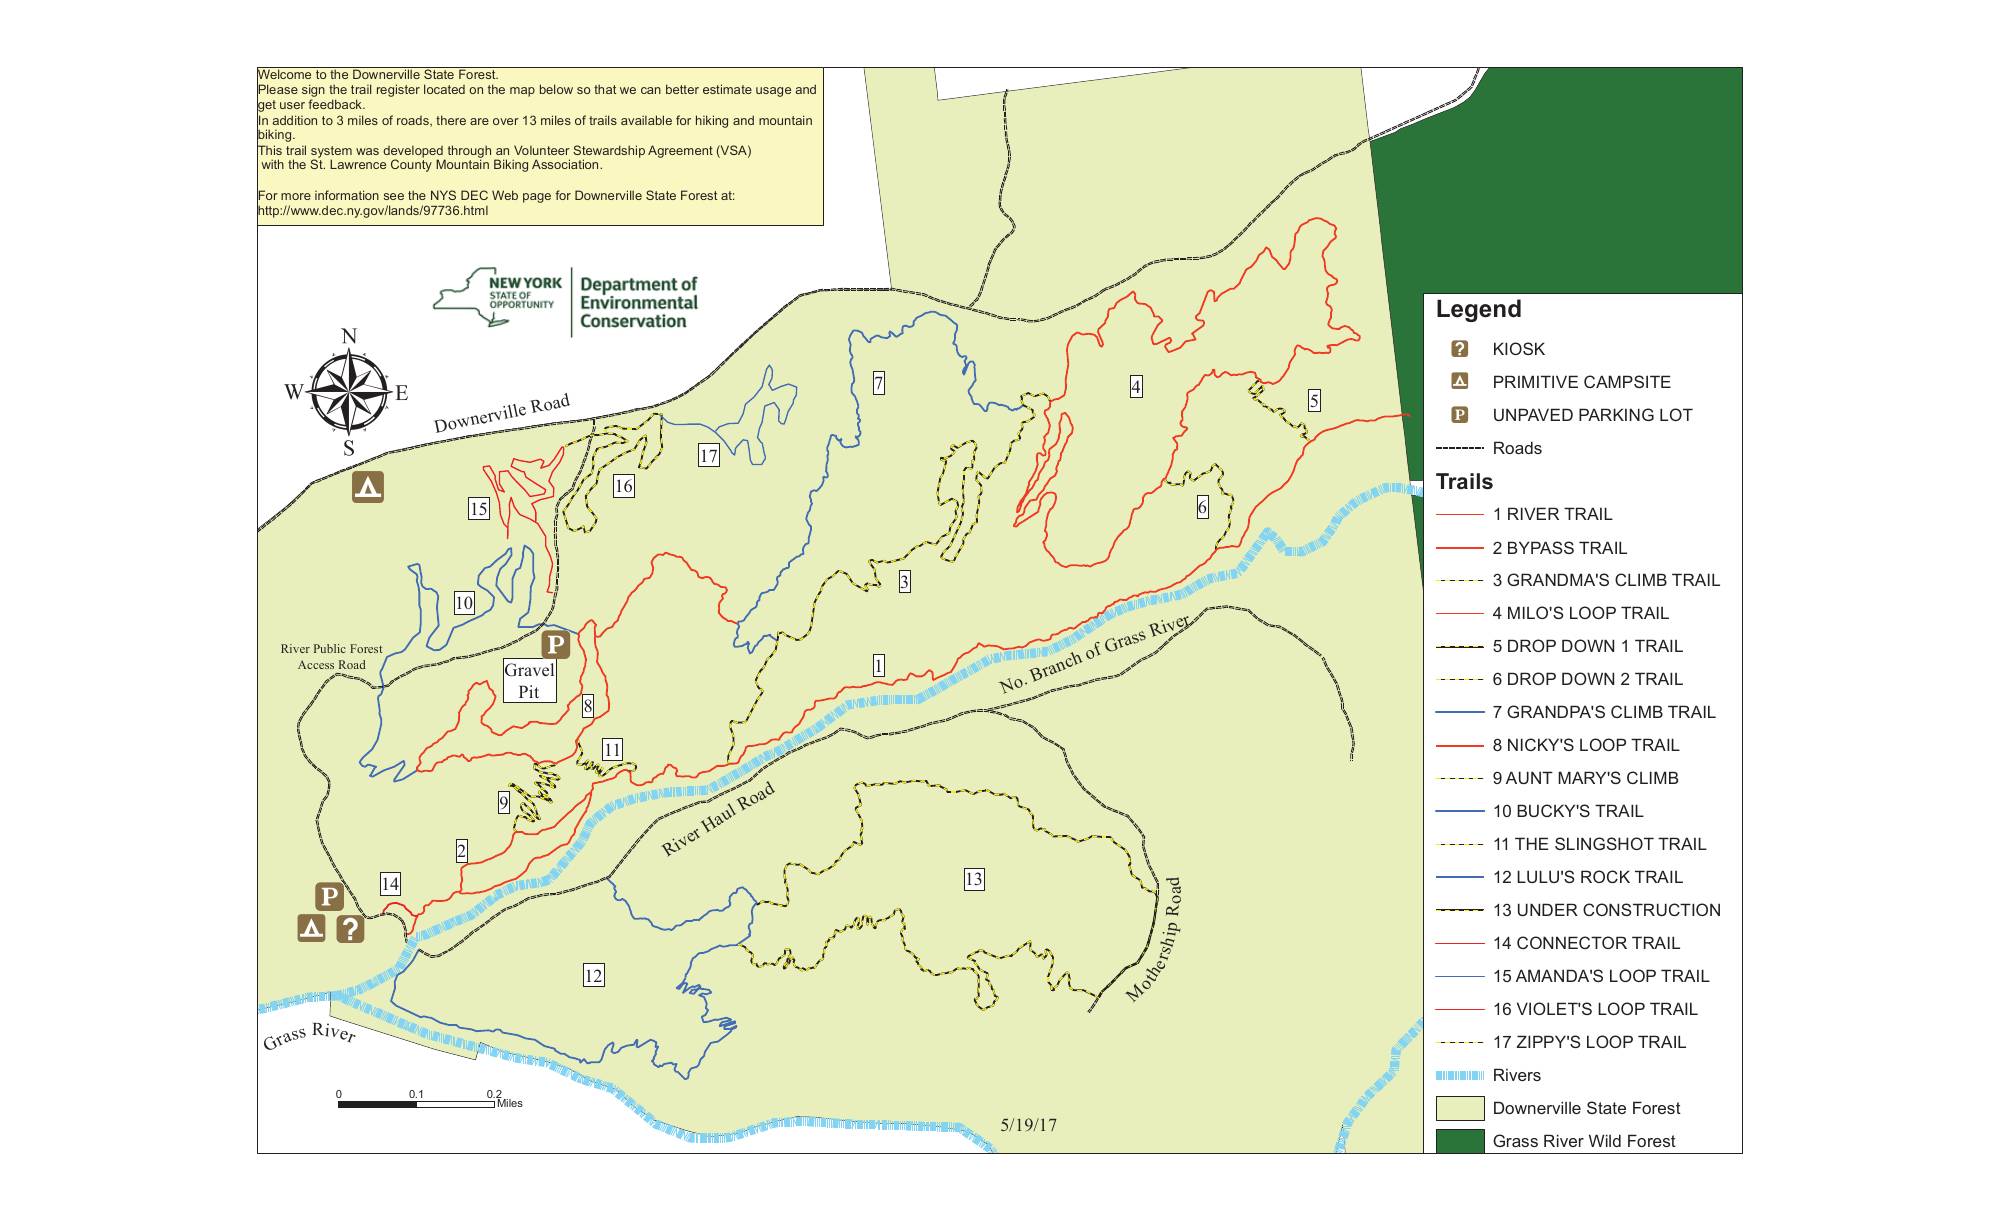 Welcome to the Downerville State Forest.
Please sign the trail register located on the map below so that we can better estimate usage and
get user feedback.
In addition to 3 miles of roads, there are over 13 miles of trails available for hiking and mountain
biking.
This trail system was developed through an Volunteer Stewardship Agreement (VSA)
with the St. Lawrence County Mountain Biking Association.
For more information see the NYS DEC Web page for Downerville State Forest at:
http://www.dec.ny.gov/lands/97736.html
NEW YORK
STATE OF
OPPORTUNITY
Department of
Environmental
Conservation
N
W
E
S
Downerville Road
7
4
5
17
16
15
6
3
10
P
River Public Forest
Access Road
Gravel
Pit
1
No. Branch of Grass River
8
11
9
River Haul Road
2
14
13
P
?
Mothership Road
12
Grass River
0
0.1
0.2
Miles
5/19/17
Legend
? KIOSK
PRIMITIVE CAMPSITE
P UNPAVED PARKING LOT
Roads
Trails
1 RIVER TRAIL
2 BYPASS TRAIL
3 GRANDMA'S CLIMB TRAIL
4 MILO'S LOOP TRAIL
5 DROP DOWN 1 TRAIL
6 DROP DOWN 2 TRAIL
7 GRANDPA'S CLIMB TRAIL
8 NICKY'S LOOP TRAIL
9 AUNT MARY'S CLIMB
10 BUCKY'S TRAIL
11 THE SLINGSHOT TRAIL
12 LULU'S ROCK TRAIL
13 UNDER CONSTRUCTION
14 CONNECTOR TRAIL
15 AMANDA'S LOOP TRAIL
16 VIOLET'S LOOP TRAIL
17 ZIPPY'S LOOP TRAIL
Rivers
Downerville State Forest
Grass River Wild Forest